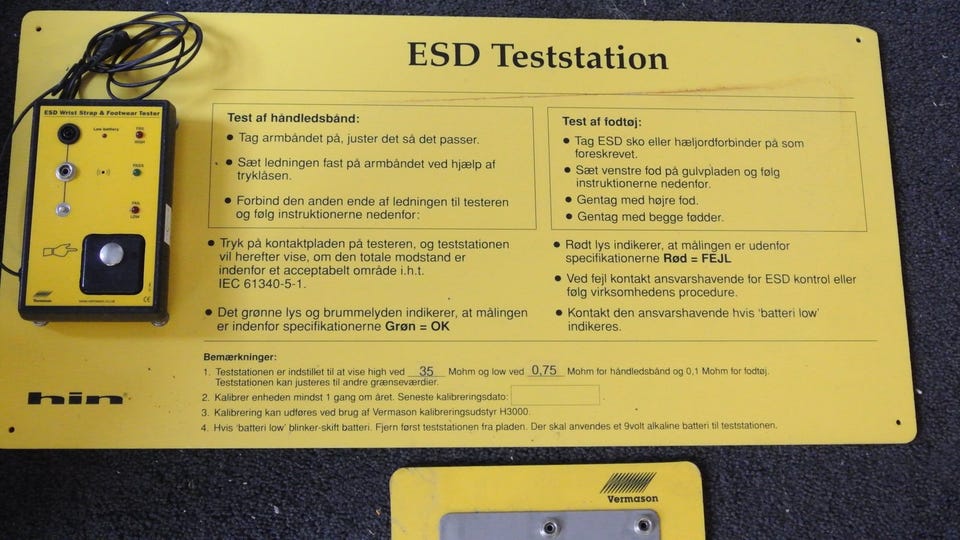 ESD Teststation
ESD Wrist Strap & Footwear Tester
Low battery
FAIL
HIGH
PASS
FAIL
LOW
Vermason
Test af håndledsbånd:
Tag armbåndet på, juster det så det passer.
Sæt ledningen fast på armbåndet ved hjælp af
tryklåsen.
Forbind den anden ende af ledningen til testeren
og følg instruktionerne nedenfor:
Tryk på kontaktpladen på testeren, og teststationen
vil herefter vise, om den totale modstand er
indenfor et acceptabelt område i.h.t.
IEC 61340-5-1.
Det grønne lys og brummelyden indikerer, at målingen
er indenfor specifikationerne Grøn = OK
Test af fodtøj:
Tag ESD sko eller hæljordforbinder på som
foreskrevet.
Sæt venstre fod på gulvpladen og følg
instruktionerne nedenfor.
Gentag med højre fod.
Gentag med begge fødder.
Rødt lys indikerer, at målingen er udenfor
specifikationerne Rød = FEJL
Ved fejl kontakt ansvarshavende for ESD kontrol eller
følg virksomhedens procedure.
Kontakt den ansvarshavende hvis 'batteri low'
indikeres.
Bemærkninger:
1. Teststationen er indstillet til at vise high ved 35 Mohm og low ved 0,75 Mohm for håndledsbånd og 0,1 Mohm for fodtøj.
Teststationen kan justeres til andre grænseværdier.
2. Kalibrer enheden mindst 1 gang om året. Seneste kalibreringsdato:
3. Kalibrering kan udføres ved brug af Vermason kalibreringsudstyr H3000.
4. Hvis 'batteri low' blinker-skift batteri. Fjern først teststationen fra pladen. Der skal anvendes et 9volt alkaline batteri til teststationen.
hin
Vermason